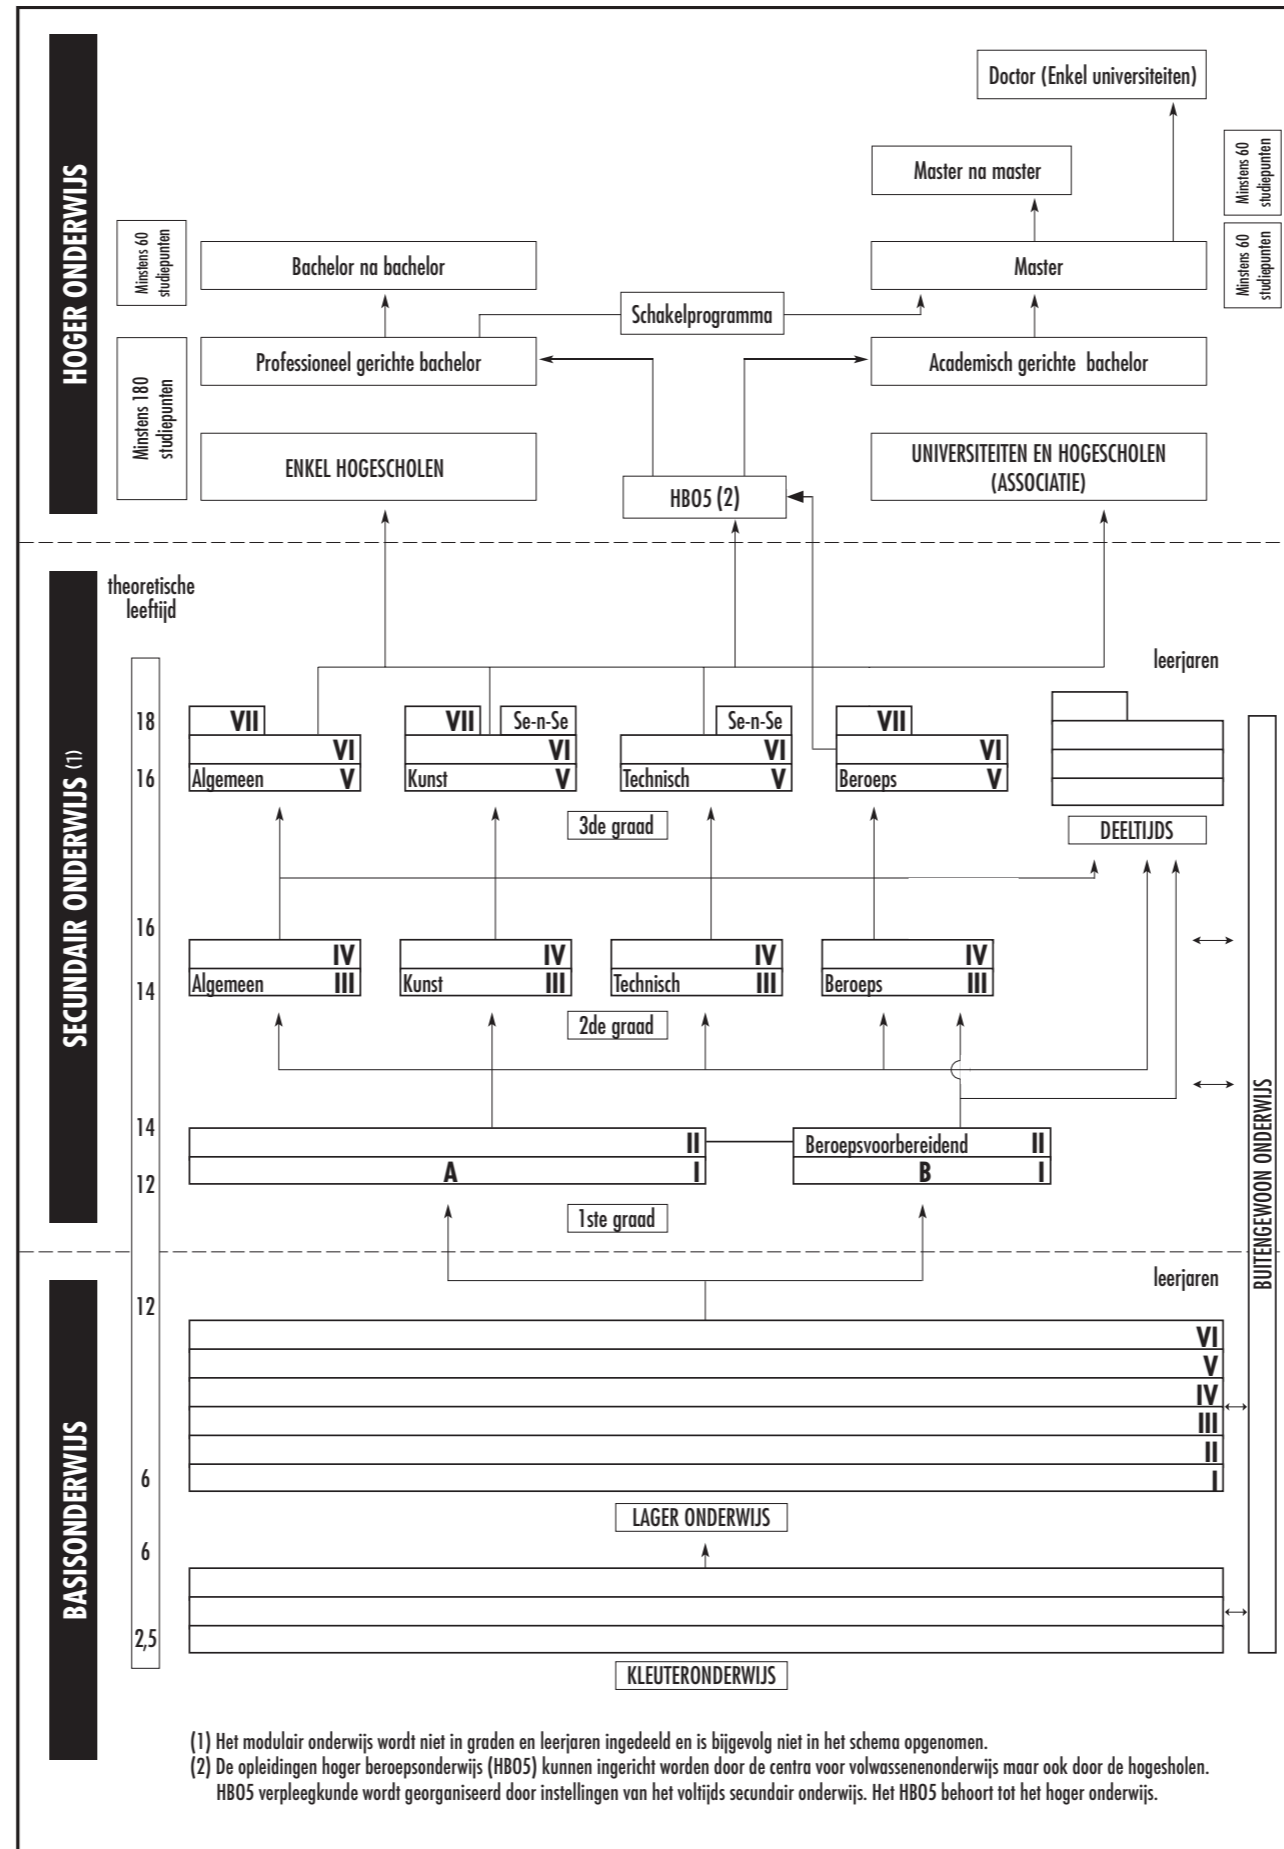 HOGER ONDERWIJS
Doctor (Enkel universiteiten)
Minstens 60
studiepunten
Master na master
Minstens 60
studiepunten
Bachelor na bachelor
Master
Minstens 60
studiepunten
Schakelprogramma
Minstens 180
studiepunten
Professioneel gerichte bachelor
Academisch gerichte bachelor
ENKEL HOGESCHOLEN
HBO5 (2)
UNIVERSITEITEN EN HOGESCHOLEN
(ASSOCIATIE)
SECUNDAIR ONDERWIJS (1)
theoretische
leeftijd
leerjaren
18
VII
VII
Se-n-Se
Se-n-Se
VII
VI
VI
VI
VI
16
Algemeen V
Kunst V
Technisch V
Beroeps V
3de graad
DEELTIJDS
16
IV
IV
IV
IV
14
Algemeen III
Kunst III
Technisch III
Beroeps III
2de graad
BUITENGEWOON ONDERWIJS
14
II
Beroepsvoorbereidend II
12
A I
B I
1ste graad
BASISONDERWIJS
leerjaren
12
VI
V
IV
III
II
6
I
LAGER ONDERWIJS
6
2,5
KLEUTERONDERWIJS
(1) Het modulair onderwijs wordt niet in graden en leerjaren ingedeeld en is bijgevolg niet in het schema opgenomen.
(2) De opleidingen hoger beroepsonderwijs (HBO5) kunnen ingericht worden door de centra voor volwassenenonderwijs maar ook door de hogesholen.
HBO5 verpleegkunde wordt georganiseerd door instellingen van het voltijds secundair onderwijs. Het HBO5 behoort tot het hoger onderwijs.